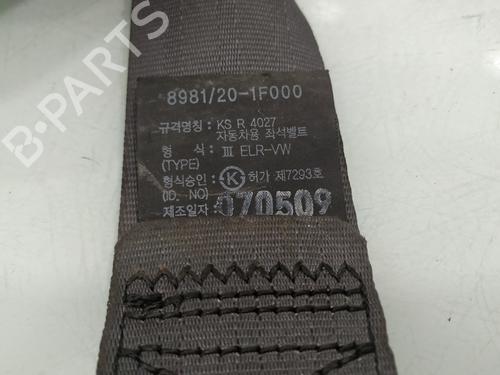 8981/20-1F000
규격명칭 : KS R 4027
자동차용 좌석벨트
형 식 : Ⅲ ELR-VW
(TYPE)
형식승인 : K 허가 제7293호
(ID. NO)
제조일자 070509